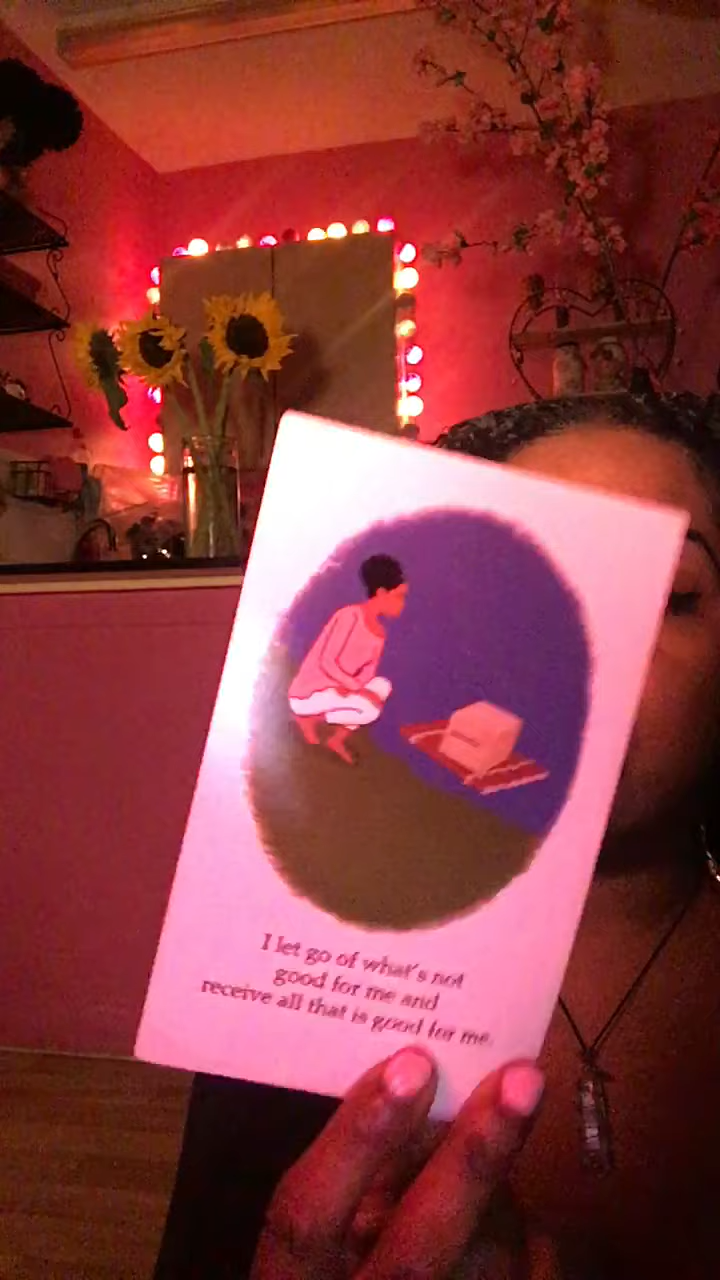 I let go of what's not
good for me and
receive all that is good for me.